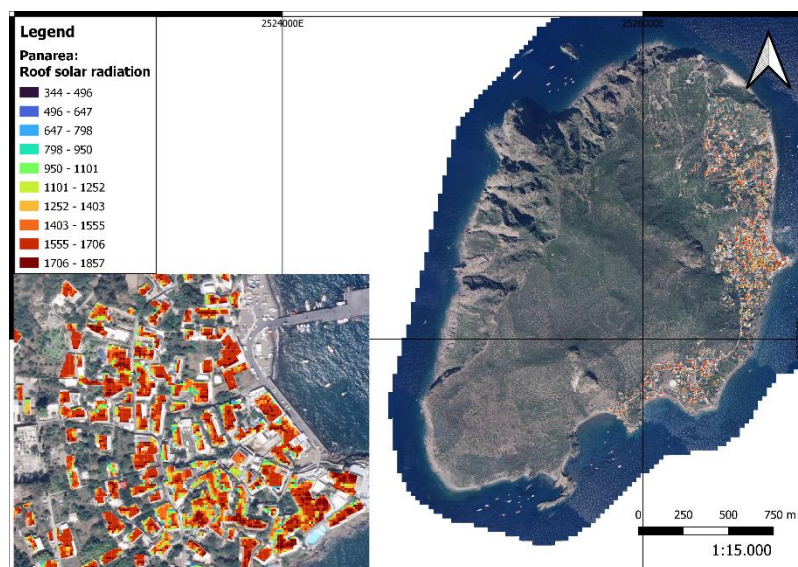 2524000E
2526000E
Legend
Panarea:
Roof solar radiation
344 - 496
496 - 647
647 - 798
798 - 950
950 - 1101
1101 - 1252
1252 - 1403
1403 - 1555
1555 - 1706
1706 - 1857
0 250 500 750 m
1:15.000